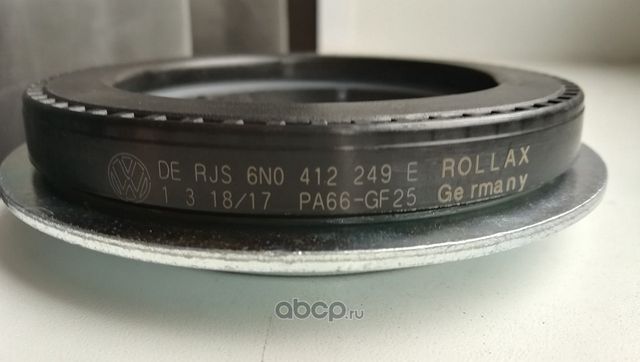 DE RJS 6N0 412 249 E ROLLAX
1 3 18/17 PA66-GF25 Germany
abcp.ru